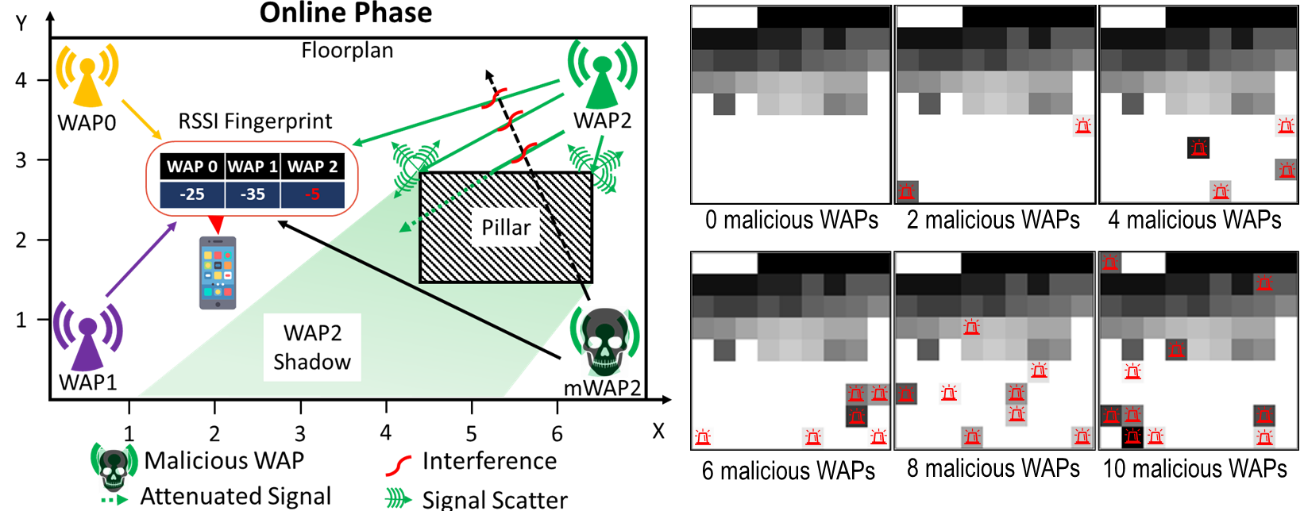 Online Phase
Y
Floorplan
4
3
2
1
WAP0
WAP2
RSSI Fingerprint
WAP 0 WAP 1 WAP 2
-25 -35 -5
Pillar
WAP2
Shadow
WAP1
mWAP2
1 2 3 4 5 6 X
Malicious WAP
Interference
Attenuated Signal
Signal Scatter
0 malicious WAPs
2 malicious WAPs
4 malicious WAPs
6 malicious WAPs
8 malicious WAPs
10 malicious WAPs